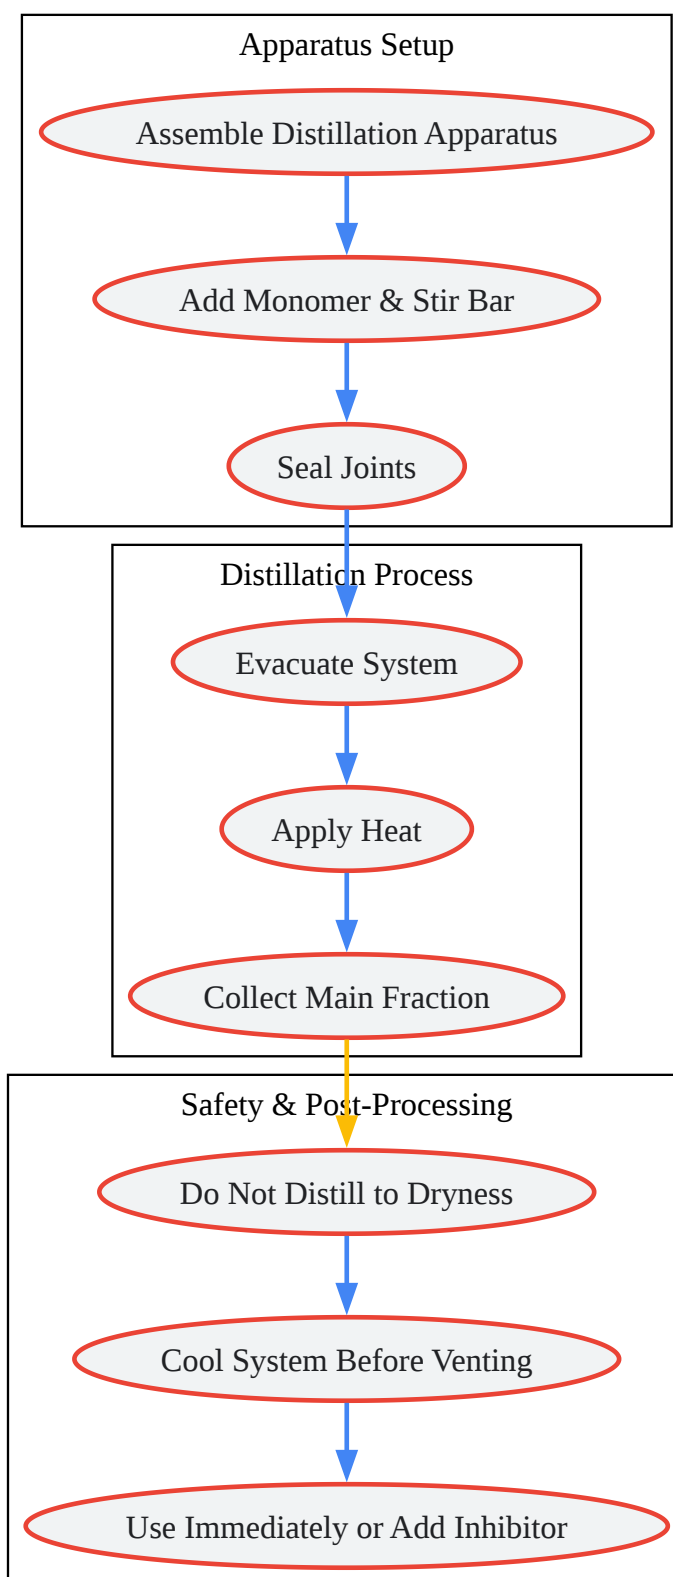 Apparatus Setup
Assemble Distillation Apparatus
Add Monomer & Stir Bar
Seal Joints
Distillation Process
Evacuate System
Apply Heat
Collect Main Fraction
Safety & Post-Processing
Do Not Distill to Dryness
Cool System Before Venting
Use Immediately or Add Inhibitor